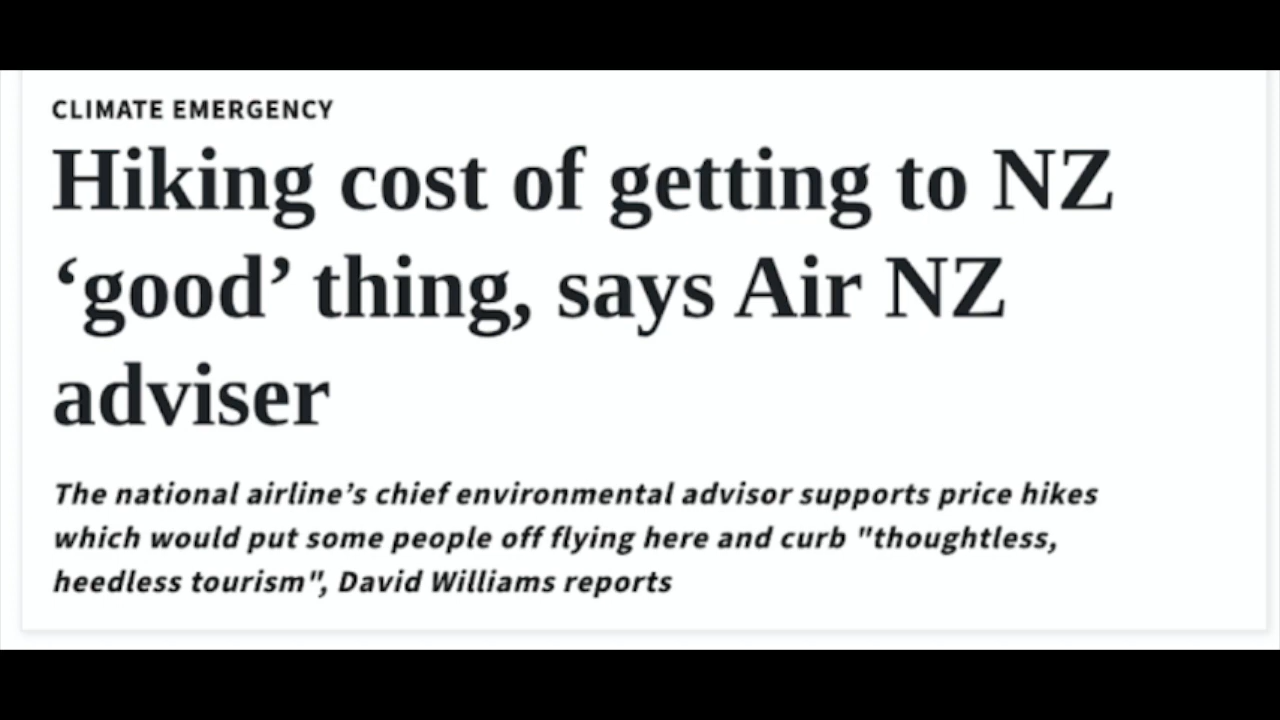 CLIMATE EMERGENCY
Hiking cost of getting to NZ
‘good’ thing, says Air NZ
adviser
The national airline’s chief environmental advisor supports price hikes
which would put some people off flying here and curb "thoughtless,
heedless tourism", David Williams reports